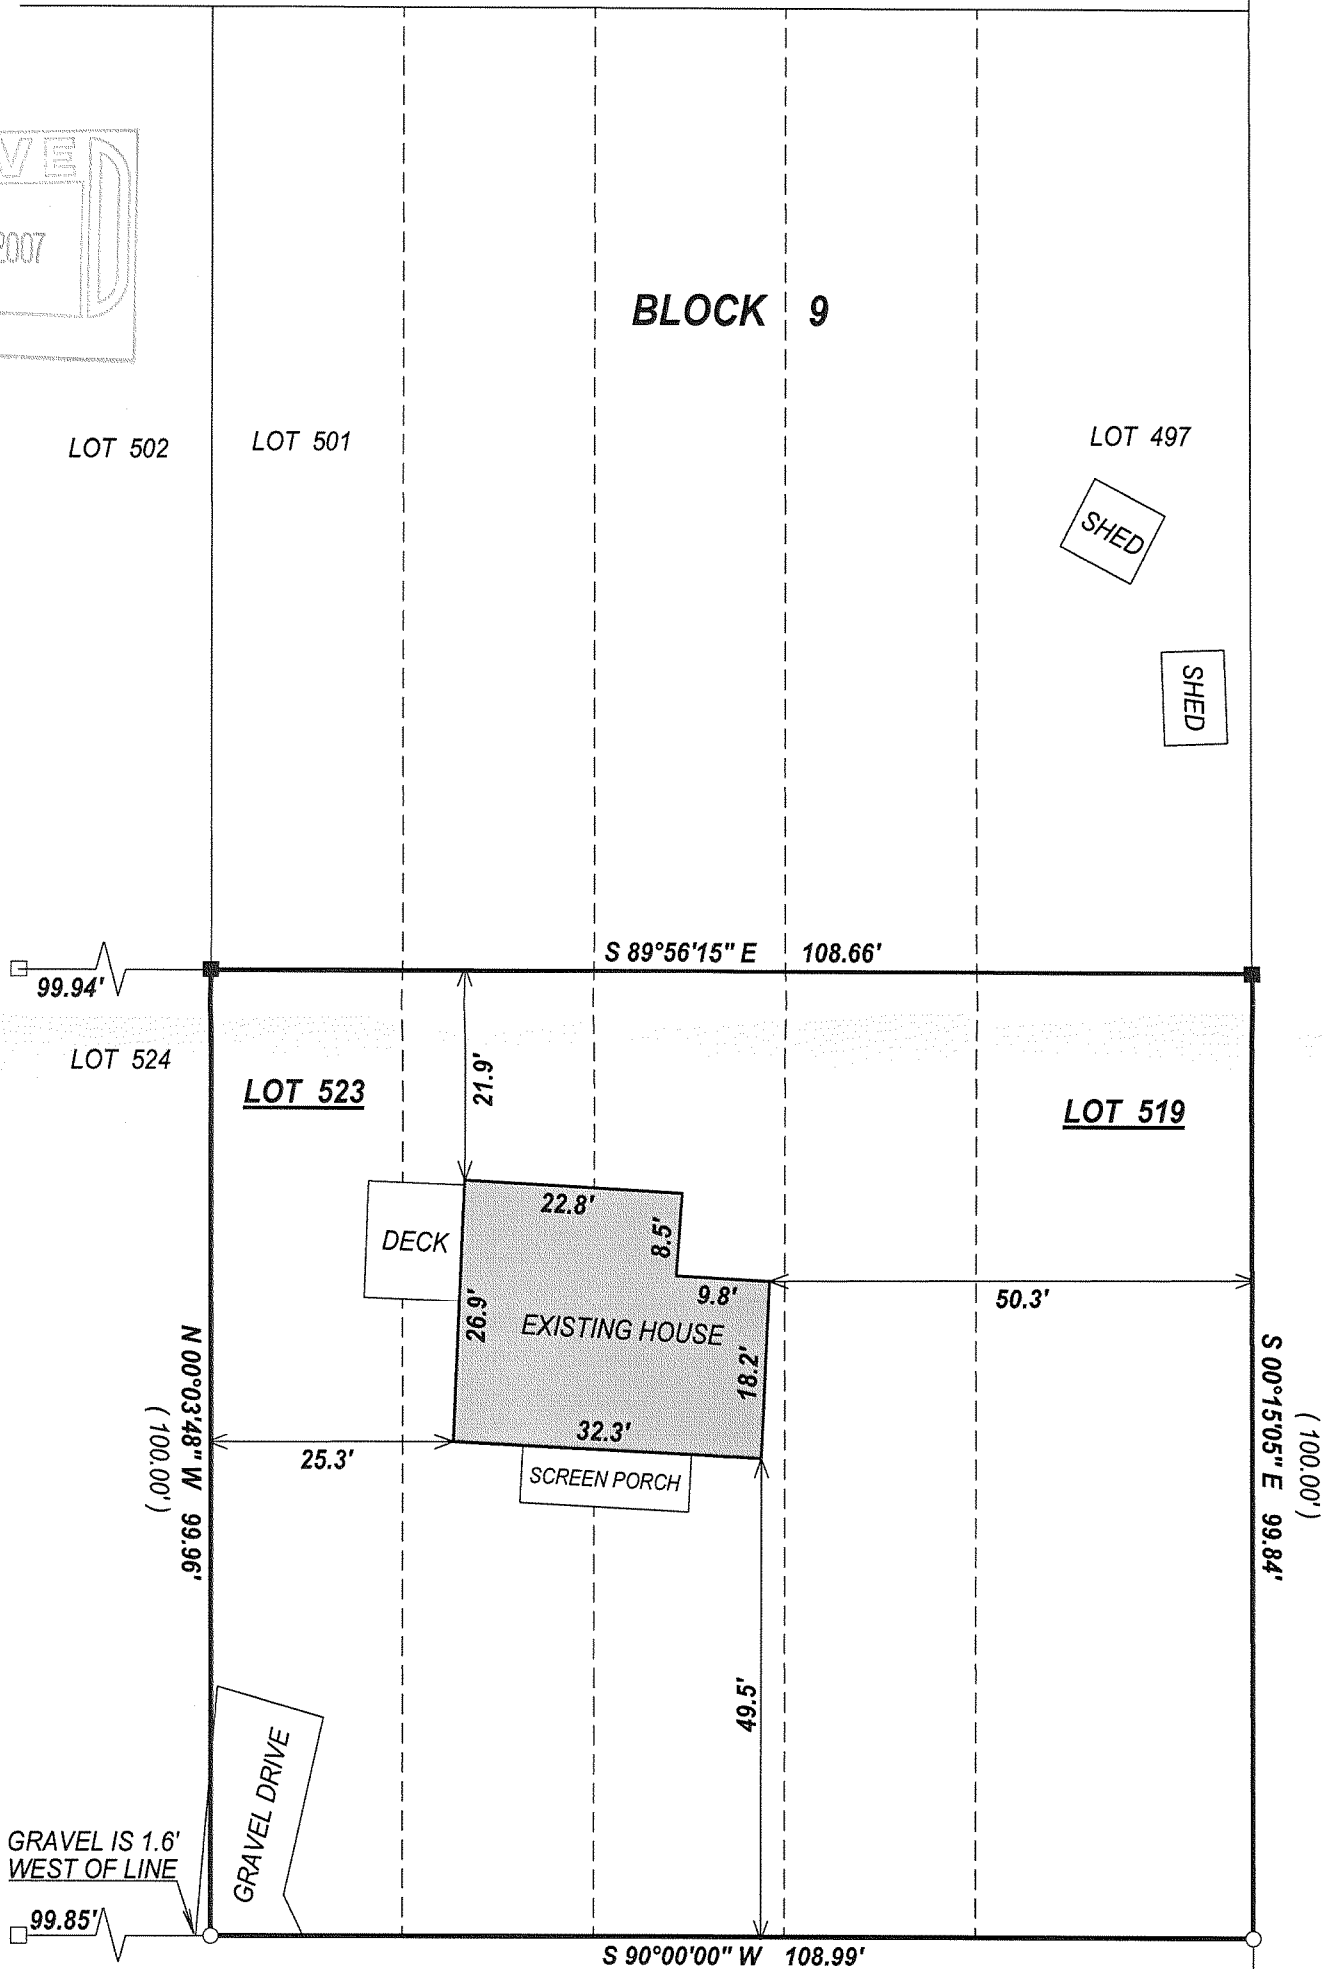 VE
2007
BLOCK 9
LOT 502
LOT 501
LOT 497
SHED
SHED
S 89°56'15" E 108.66'
99.94'
LOT 524
LOT 523
LOT 519
21.9'
22.8'
8.5'
DECK
9.8'
50.3'
26.9'
EXISTING HOUSE
18.2'
32.3'
25.3'
SCREEN PORCH
N 00°03'48" W 99.96'
( 100.00' )
S 00°15'05" E 99.84'
( 100.00' )
49.5'
GRAVEL DRIVE
GRAVEL IS 1.6'
WEST OF LINE
99.85'
S 90°00'00" W 108.99'